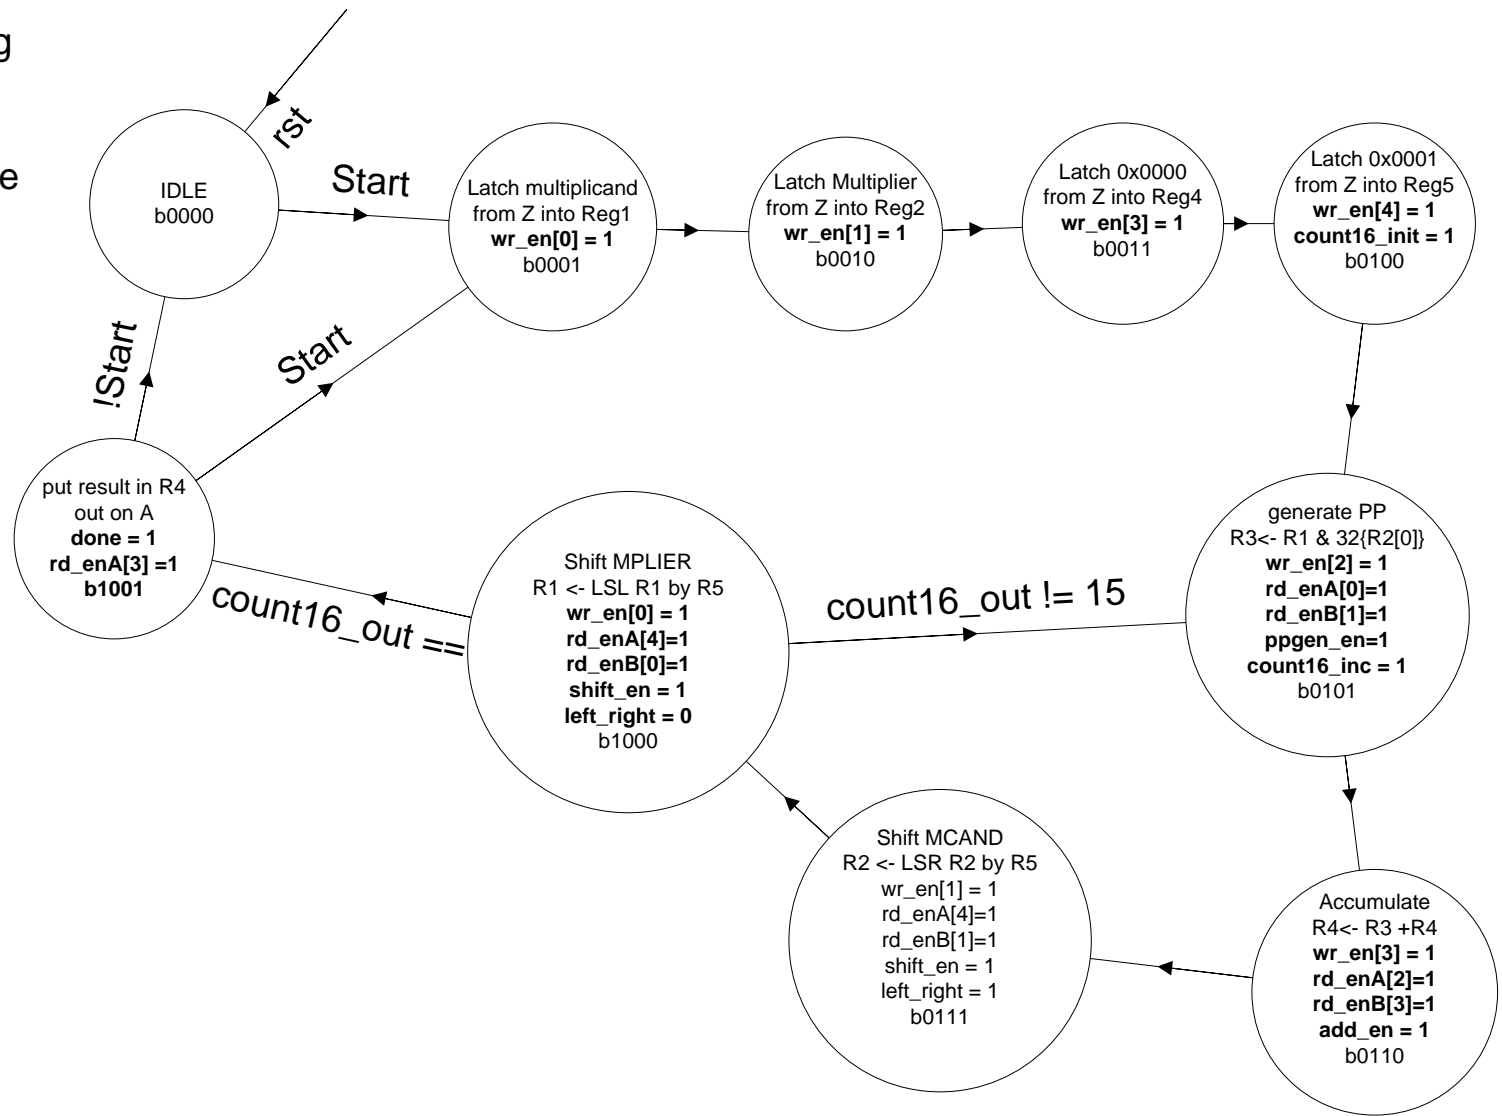 g
e
rst
IDLE
b0000
Start
Latch multiplicand
from Z into Reg1
wr_en[0] = 1
b0001
Latch Multiplier
from Z into Reg2
wr_en[1] = 1
b0010
Latch 0x0000
from Z into Reg4
wr_en[3] = 1
b0011
Latch 0x0001
from Z into Reg5
wr_en[4] = 1
count16_init = 1
b0100
!Start
Start
put result in R4
out on A
done = 1
rd_enA[3] =1
b1001
count16_out ==
Shift MPLIER
R1 <- LSL R1 by R5
wr_en[0] = 1
rd_enA[4]=1
rd_enB[0]=1
shift_en = 1
left_right = 0
b1000
count16_out != 15
generate PP
R3<- R1 & 32{R2[0]}
wr_en[2] = 1
rd_enA[0]=1
rd_enB[1]=1
ppgen_en=1
count16_inc = 1
b0101
Shift MCAND
R2 <- LSR R2 by R5
wr_en[1] = 1
rd_enA[4]=1
rd_enB[1]=1
shift_en = 1
left_right = 1
b0111
Accumulate
R4<- R3 +R4
wr_en[3] = 1
rd_enA[2]=1
rd_enB[3]=1
add_en = 1
b0110